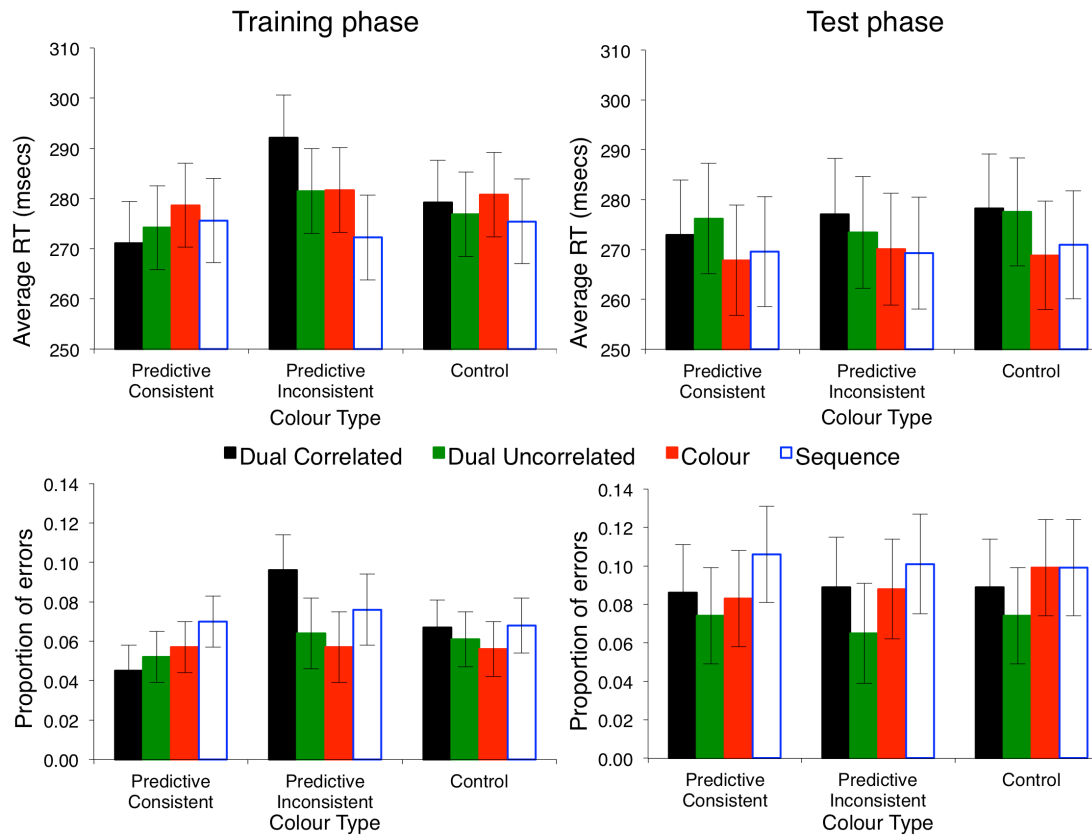 Training phase
Test phase
Average RT (msecs)
310
300
290
280
270
260
250
Predictive Consistent
Predictive Inconsistent
Control
Colour Type
Average RT (msecs)
310
300
290
280
270
260
250
Predictive Consistent
Predictive Inconsistent
Control
Colour Type
Dual Correlated
Dual Uncorrelated
Colour
Sequence
Proportion of errors
0.14
0.12
0.10
0.08
0.06
0.04
0.02
0.00
Predictive Consistent
Predictive Inconsistent
Control
Colour Type
Proportion of errors
0.14
0.12
0.10
0.08
0.06
0.04
0.02
0.00
Predictive Consistent
Predictive Inconsistent
Control
Colour Type